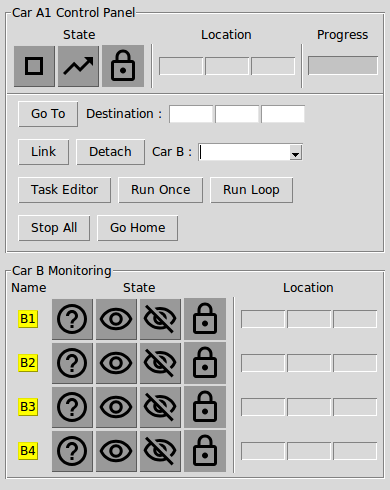 Car A1 Control Panel
State Location Progress
Go To Destination :
Link Detach Car B :
Task Editor Run Once Run Loop
Stop All Go Home
Car B Monitoring
Name State Location
B1
B2
B3
B4